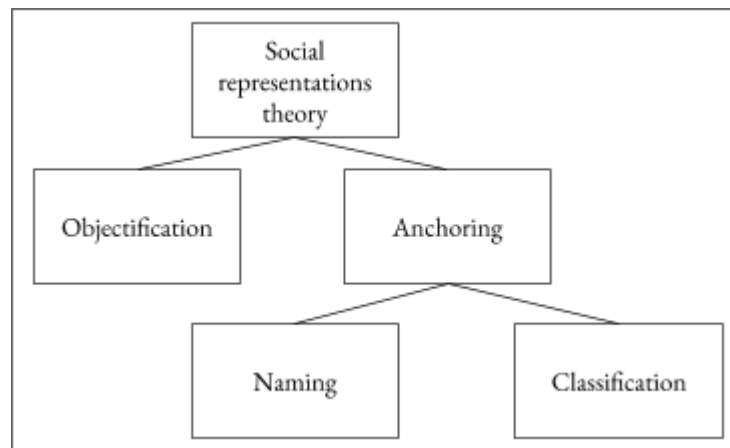 Social
representations
theory
Objectification
Anchoring
Naming
Classification